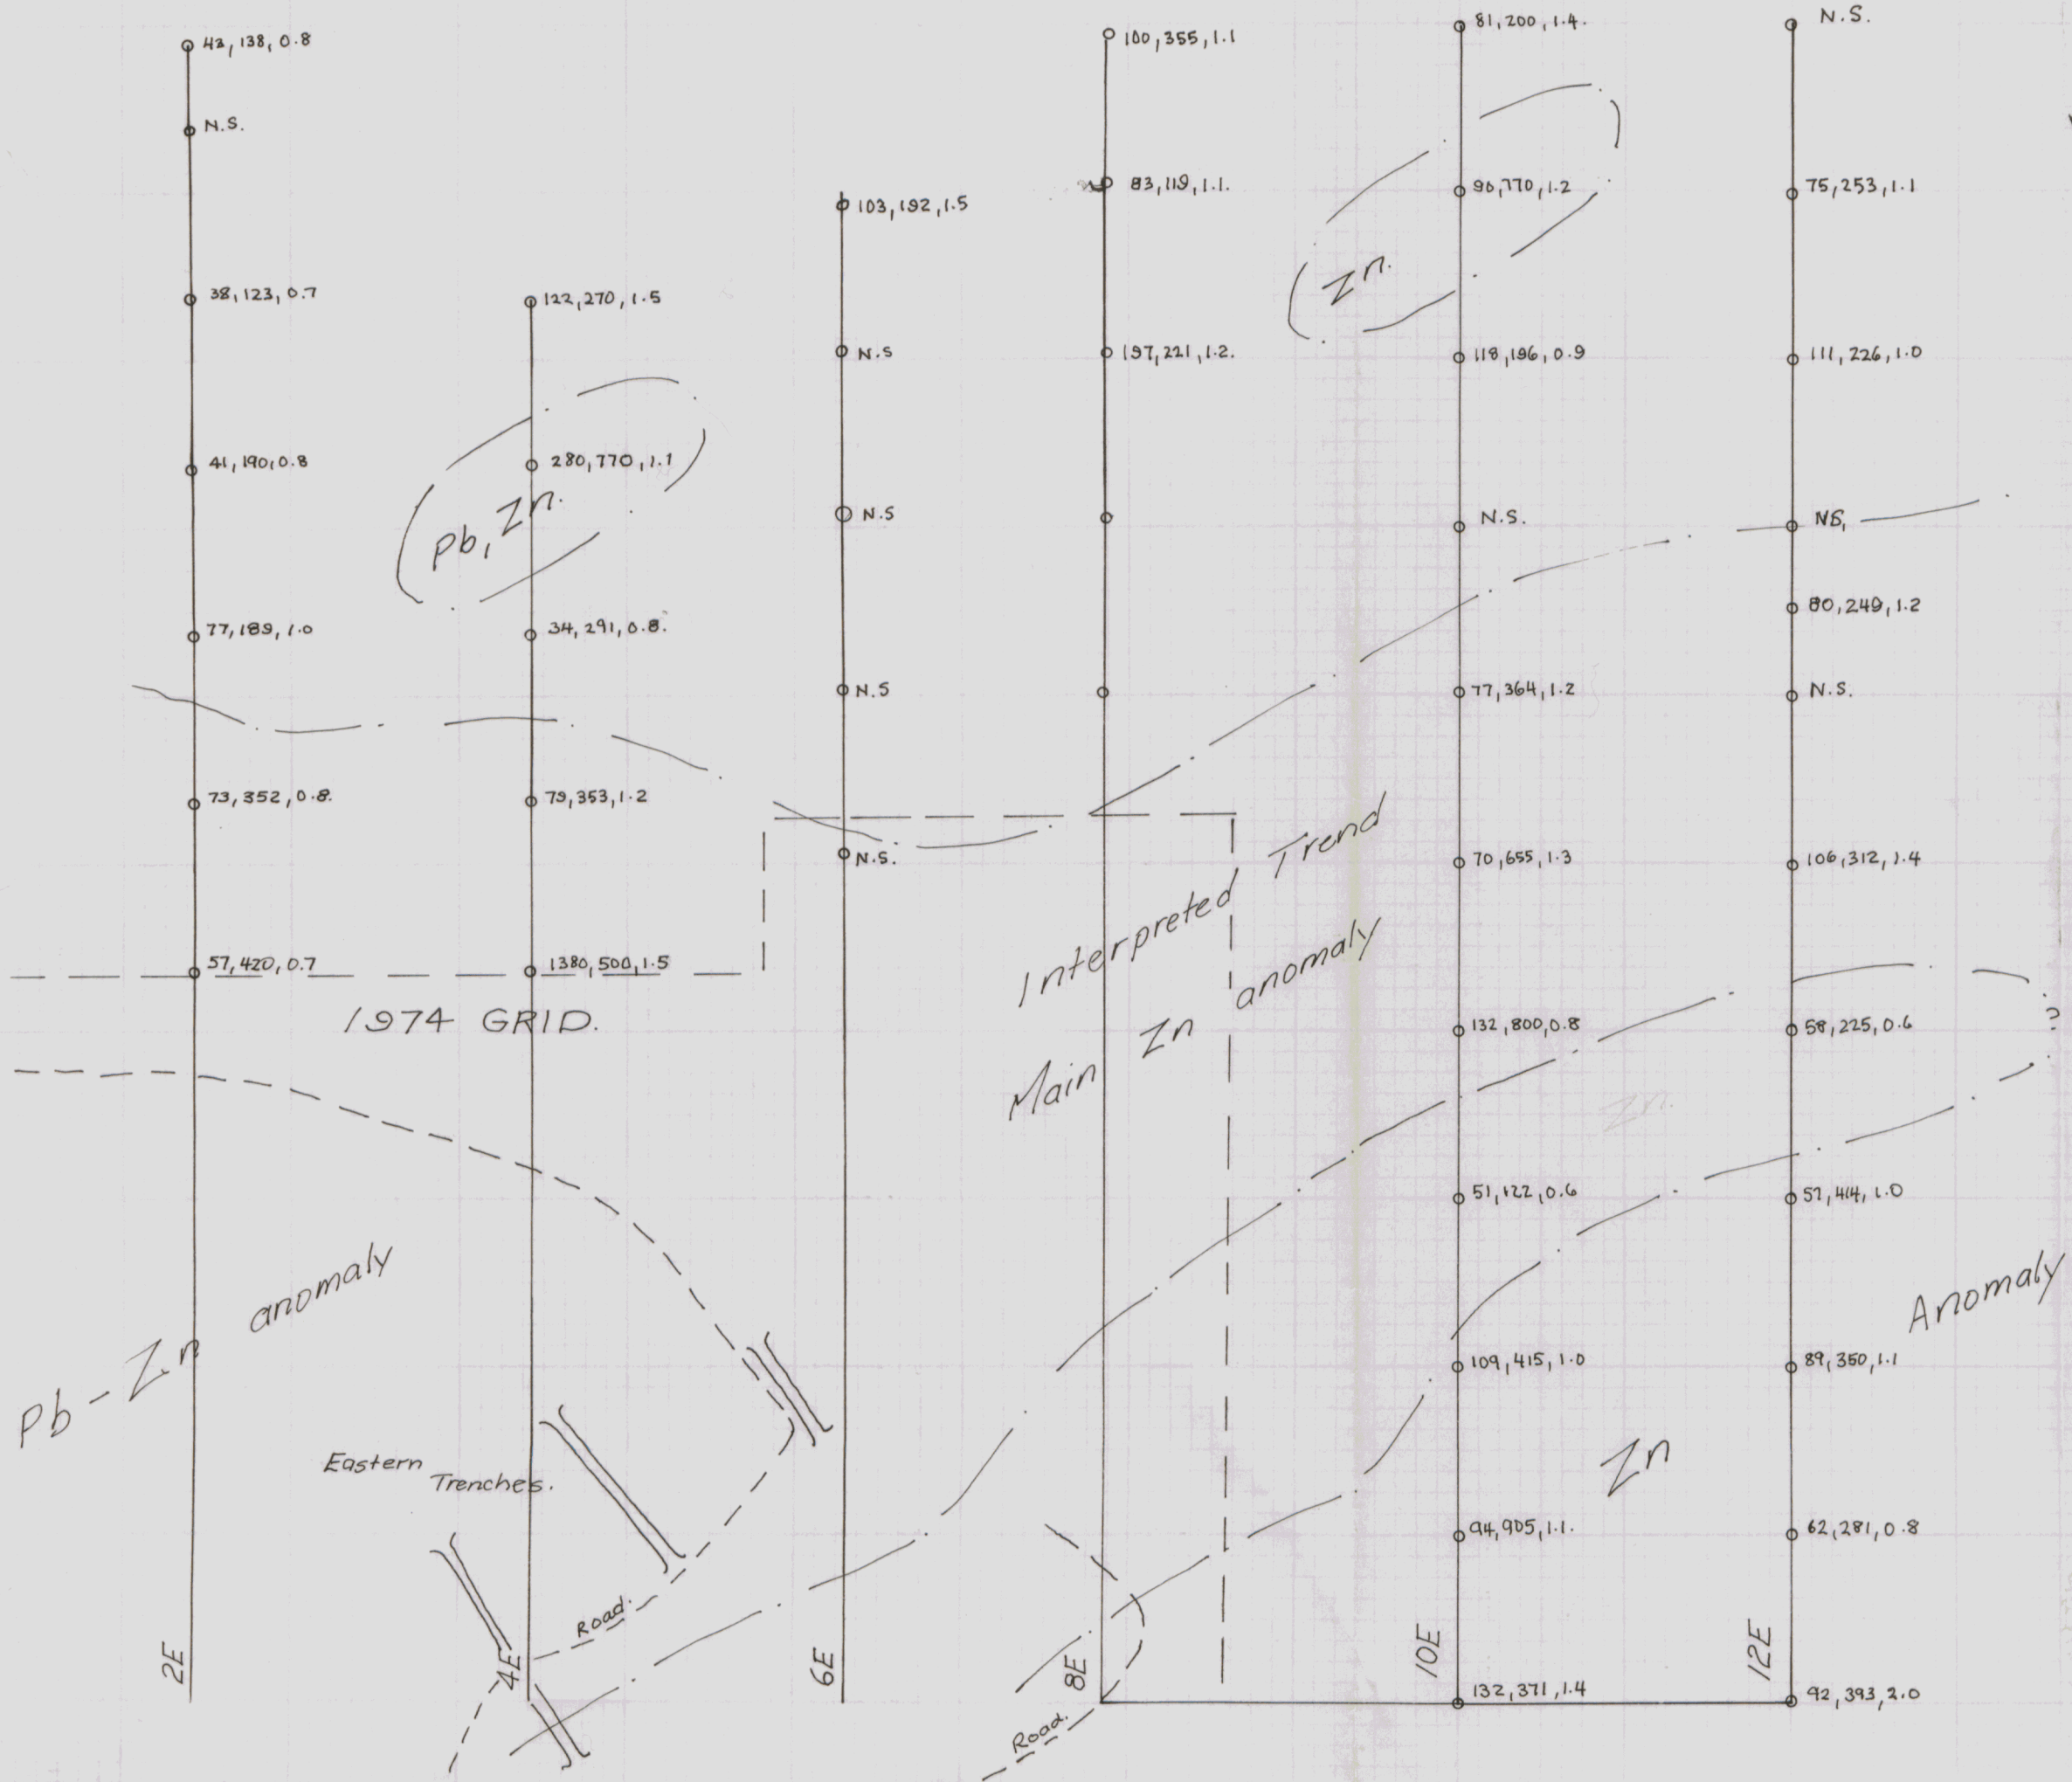 43, 138, 0.8
N.S.
38, 123, 0.7
41, 190, 0.8
77, 189, 1.0
73, 352, 0.8.
57, 420, 0.7
2E
122, 270, 1.5
280, 770, 1.1
Pb, Zn.
34, 291, 0.8.
79, 353, 1.2
1380, 500, 1.5
1974 GRID.
4E
103, 192, 1.5
N.S
N.S
N.S
N.S.
6E
100, 355, 1.1
83, 119, 1.1.
197, 221, 1.2.
8E
81, 200, 1.4.
90, 770, 1.2
Zn.
118, 196, 0.9
N.S.
77, 364, 1.2
70, 655, 1.3
132, 800, 0.8
51, 122, 0.6
109, 415, 1.0
94, 905, 1.1.
132, 371, 1.4
10E
N.S.
75, 253, 1.1
111, 226, 1.0
NS,
80, 249, 1.2
N.S.
106, 312, 1.4
58, 225, 0.6
57, 414, 1.0
89, 350, 1.1
62, 281, 0.8
92, 393, 2.0
12E
Interpreted Trend
Main Zn anomaly
Zn.
?
Pb - Zn anomaly
Eastern
Trenches.
Road.
Road.
Zn Anomaly